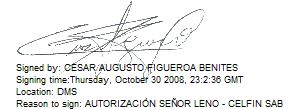 Signed by: CÉSAR AUGUSTO FIGUEROA BENITES
Signing time:Thursday, October 30 2008, 23:2:36 GMT
Location: DMS
Reason to sign: AUTORIZACIÓN SEÑOR LENO - CELFIN SAB